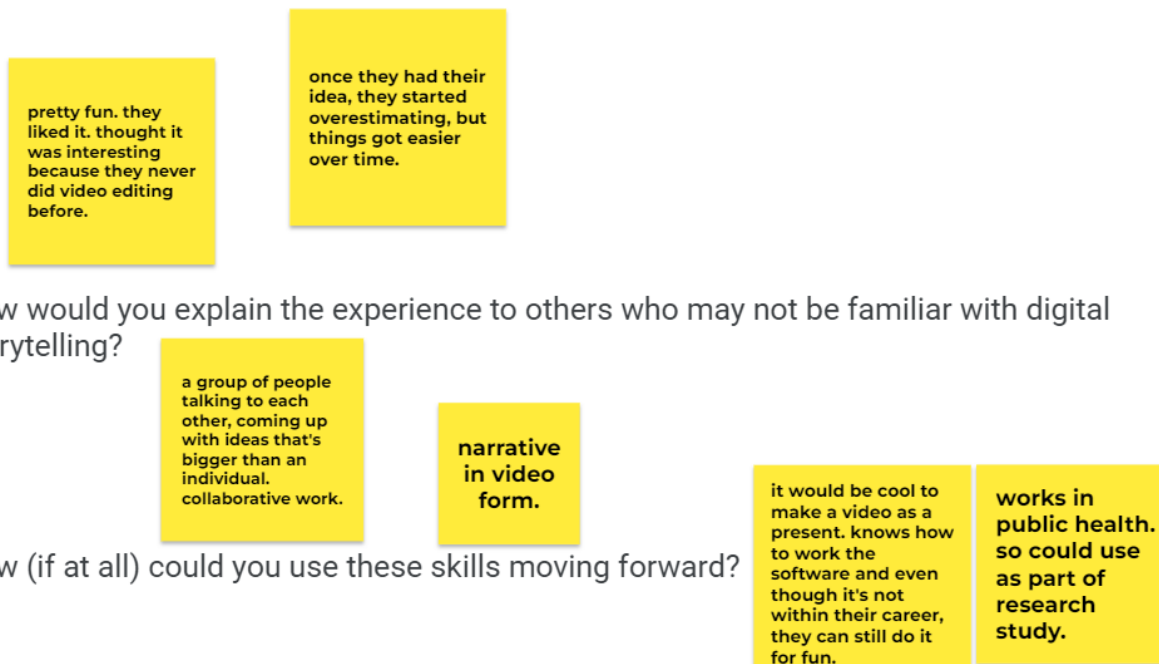 pretty fun. they
liked it. thought it
was interesting
because they never
did video editing
before.
once they had their
idea, they started
overestimating, but
things got easier
over time.
w would you explain the experience to others who may not be familiar with digital
rytelling?
a group of people
talking to each
other, coming up
with ideas that's
bigger than an
individual.
collaborative work.
narrative
in video
form.
w (if at all) could you use these skills moving forward?
it would be cool to
make a video as a
present. knows how
to work the
software and even
though it's not
within their career,
they can still do it
for fun.
works in
public health.
so could use
as part of
research
study.